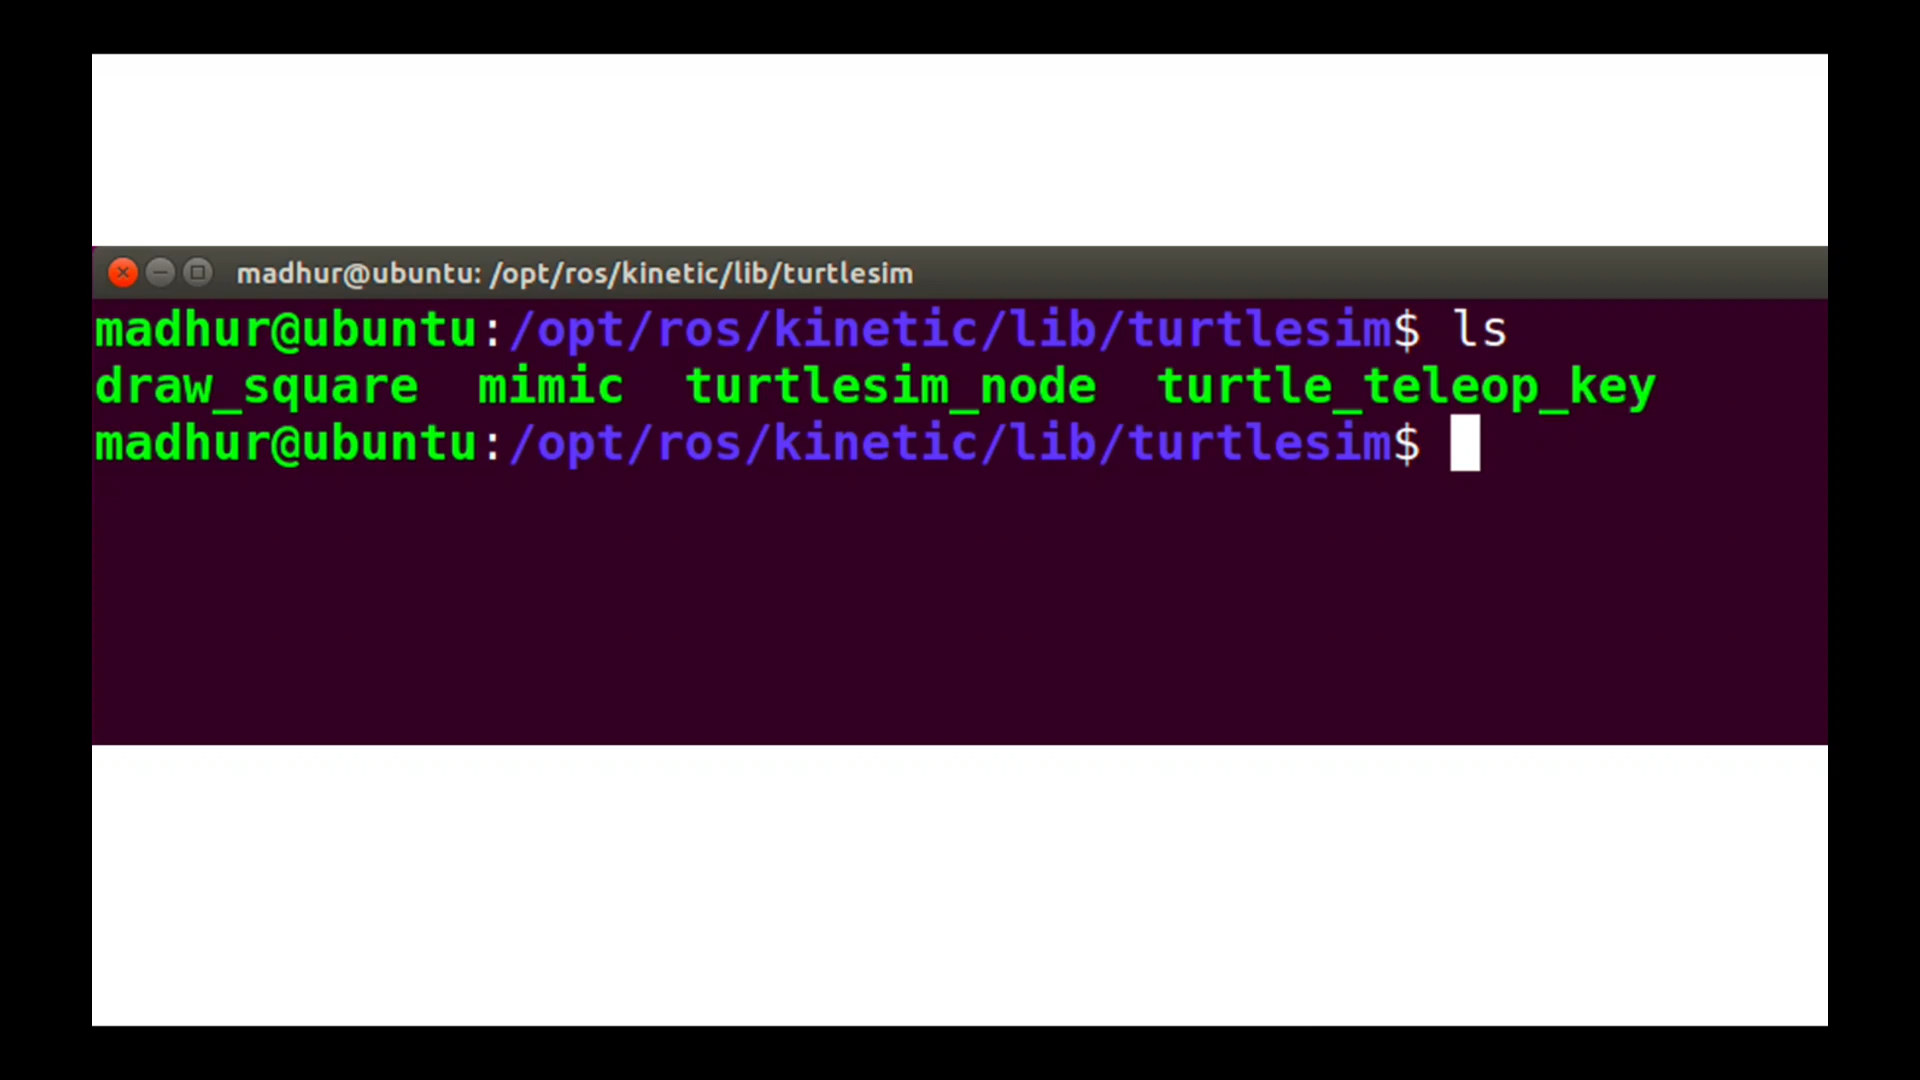 madhur@ubuntu: /opt/ros/kinetic/lib/turtlesim
madhur@ubuntu:/opt/ros/kinetic/lib/turtlesim$ ls
draw_square  mimic  turtlesim_node  turtle_teleop_key
madhur@ubuntu:/opt/ros/kinetic/lib/turtlesim$